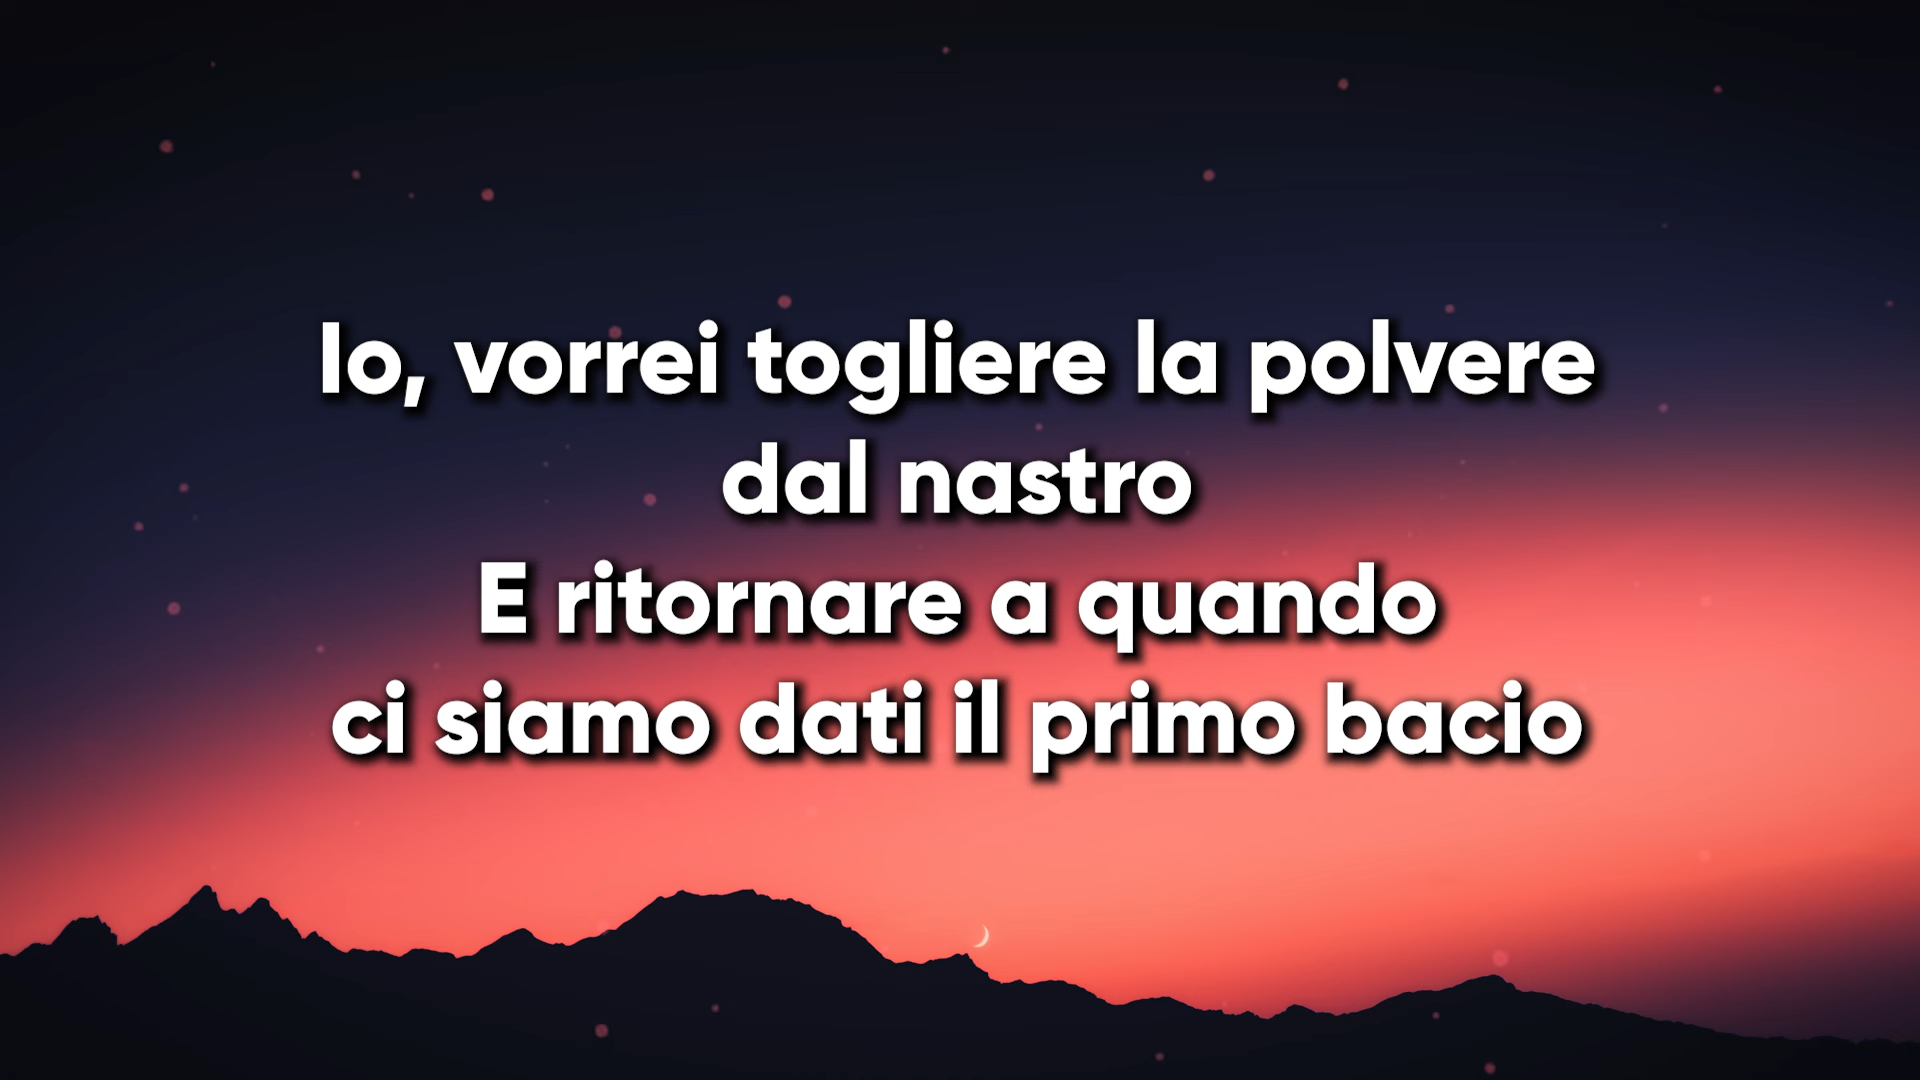 Io, vorrei togliere la polvere
dal nastro
E ritornare a quando
ci siamo dati il primo bacio